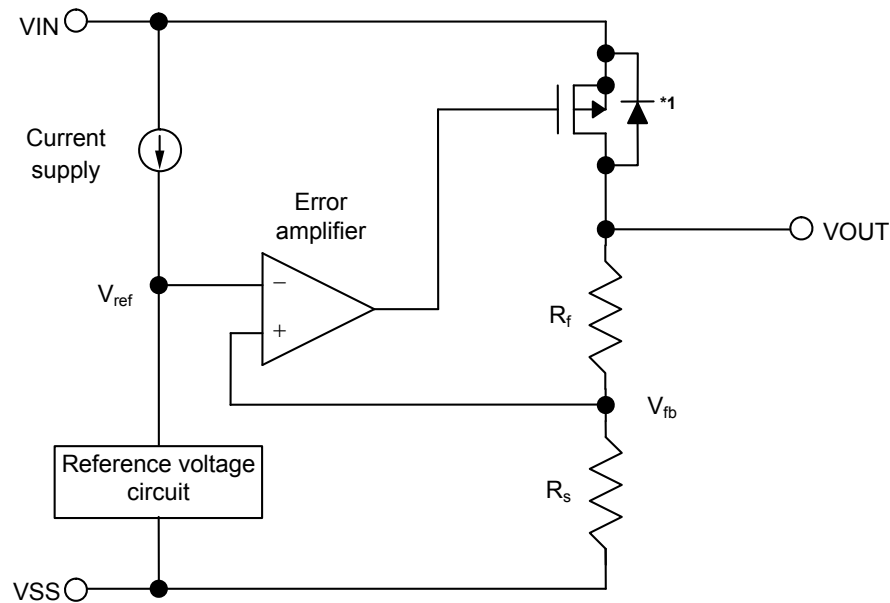 VIN
*1
Current
supply
Error
amplifier
VOUT
Vref
−
+
Rf
Vfb
Reference voltage
circuit
Rs
VSS